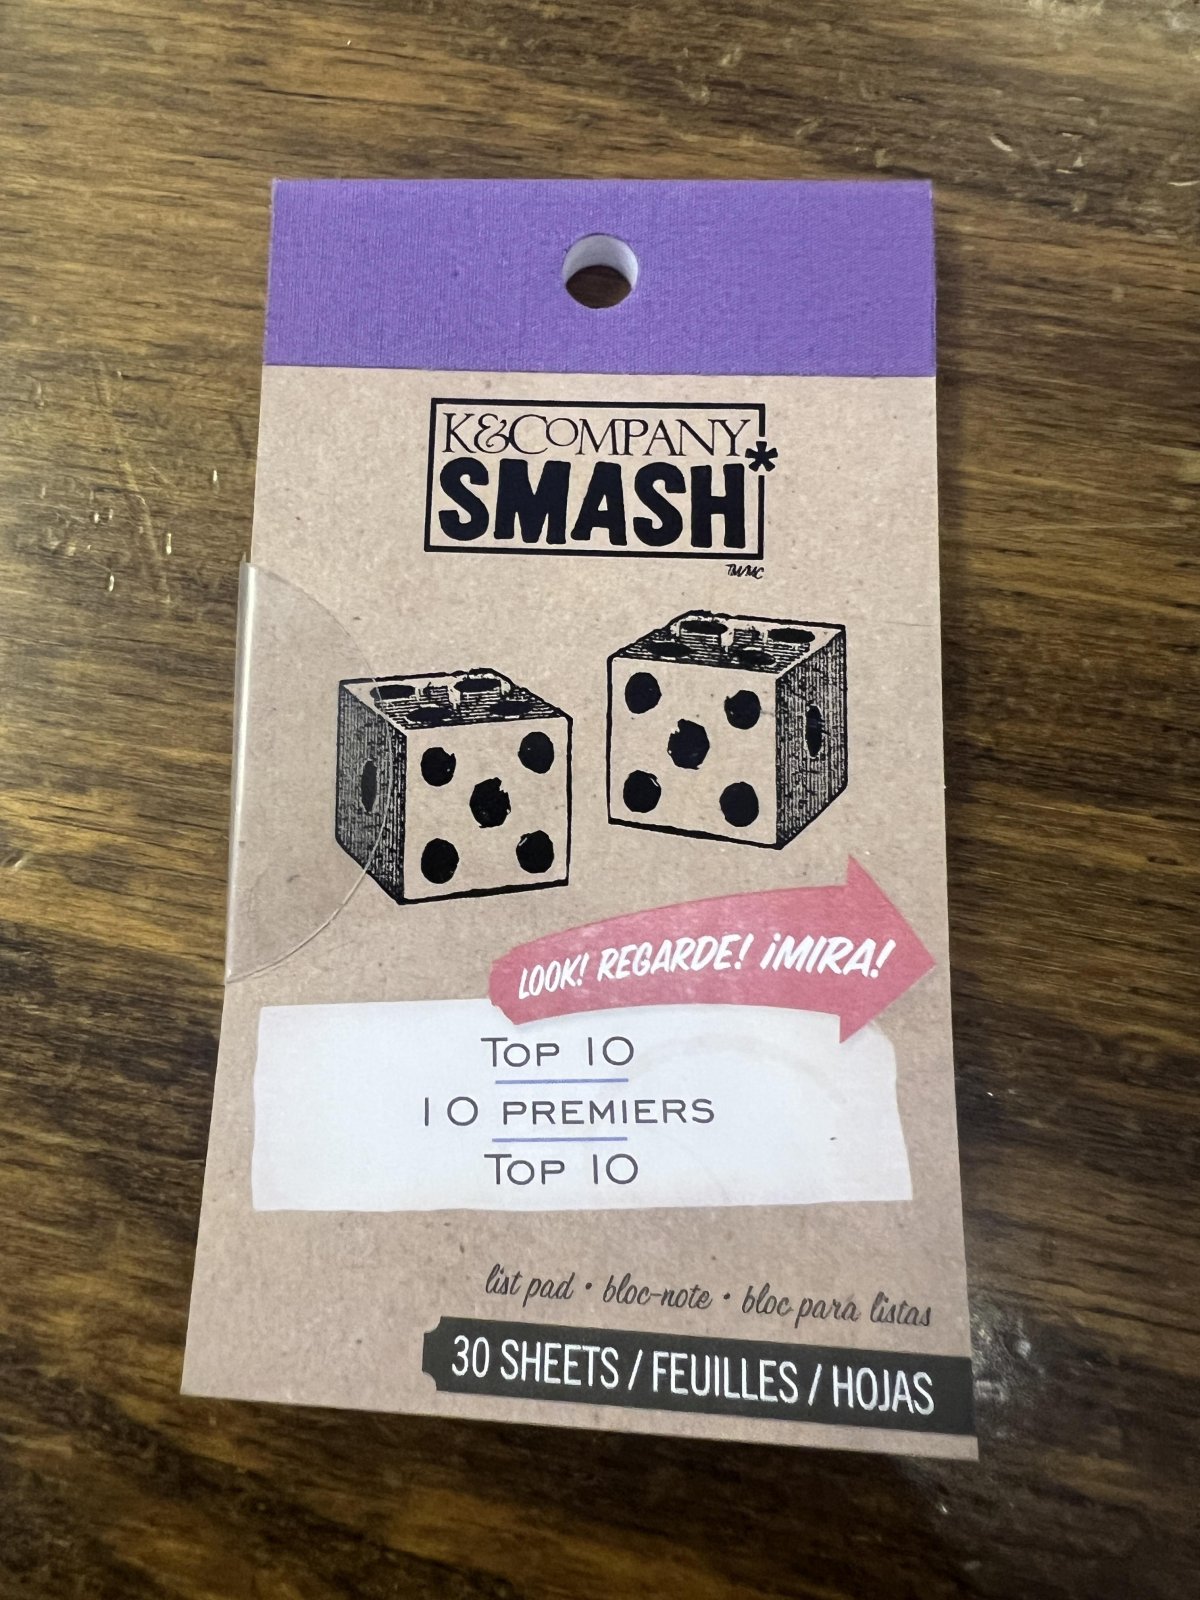 K&COMPANY
SMASH*
TM/MC
LOOK! REGARDE! ¡MIRA!
TOP 10
10 PREMIERS
TOP 10
list pad • bloc-note • bloc para listas
30 SHEETS / FEUILLES / HOJAS